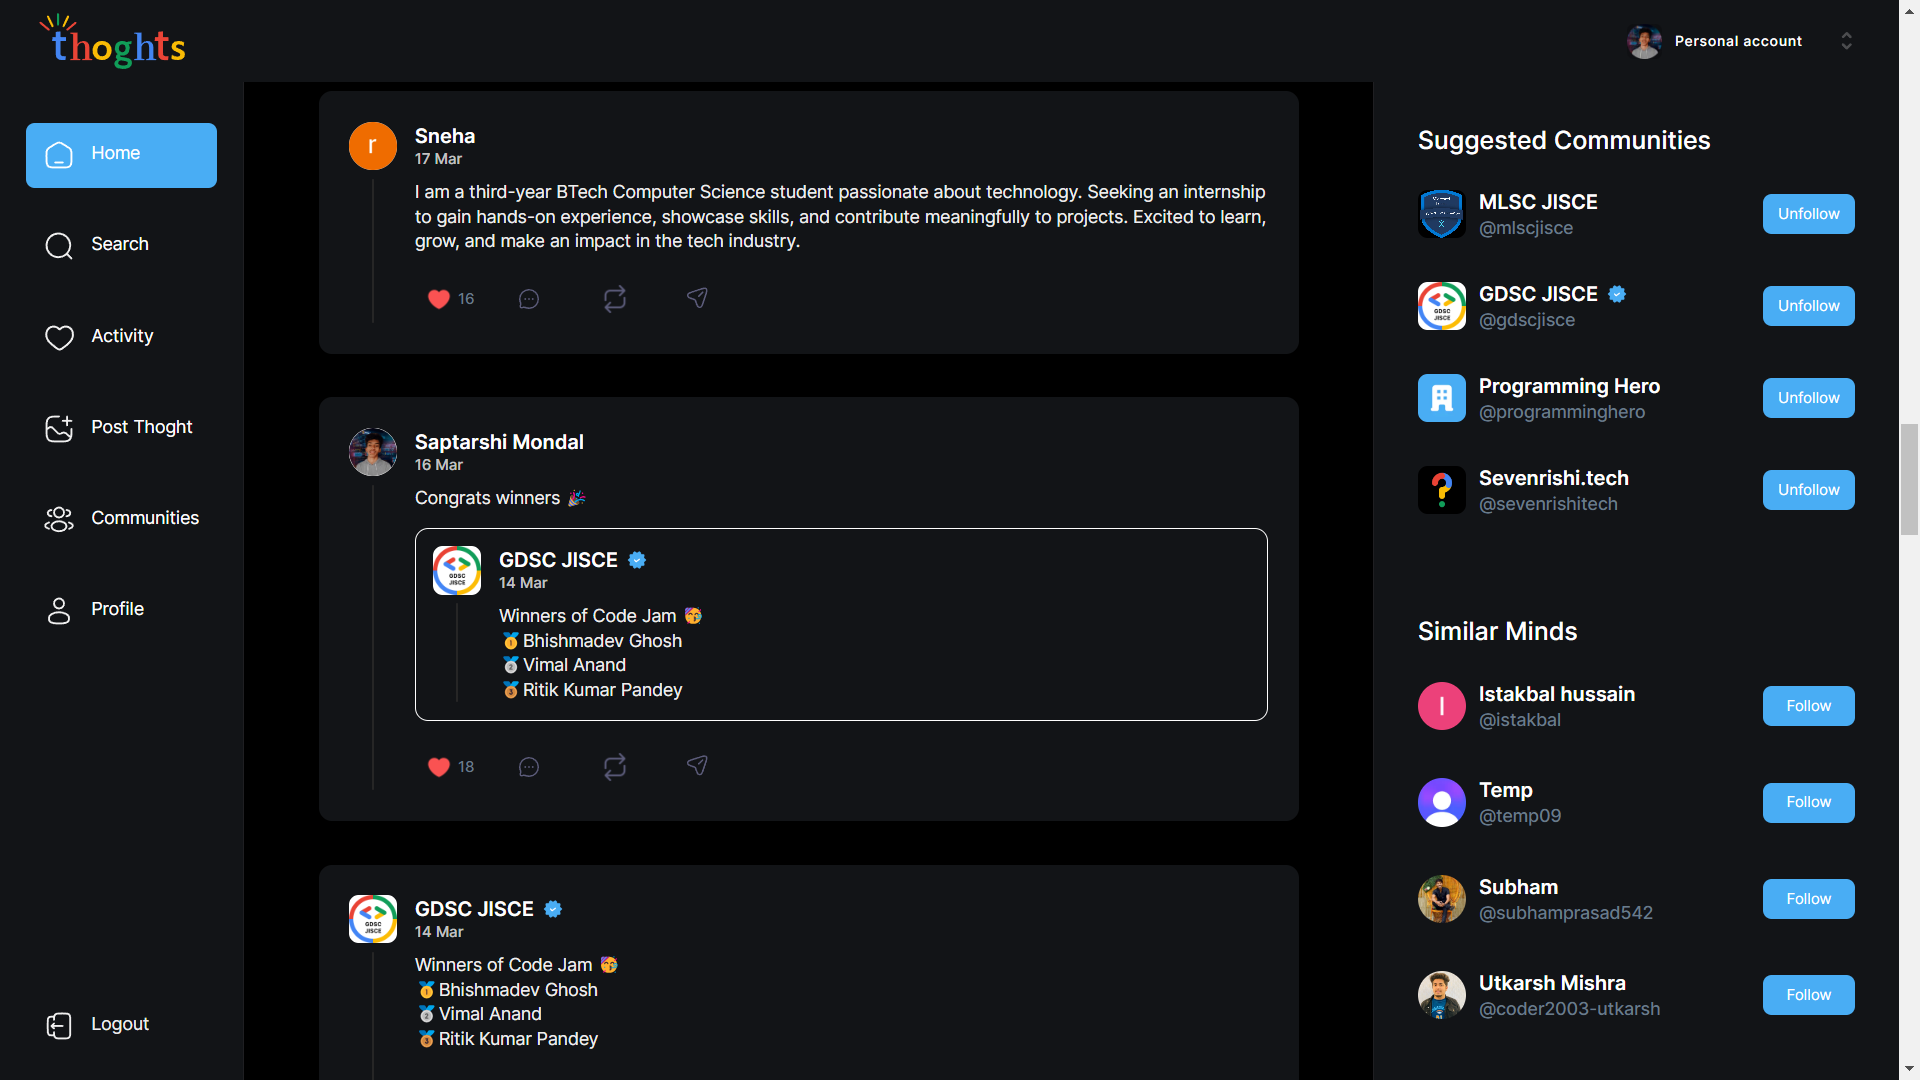 thoghts
Personal account
Home
Search
Activity
Post Thoght
Communities
Profile
Logout
r
Sneha
17 Mar
I am a third-year BTech Computer Science student passionate about technology. Seeking an internship
to gain hands-on experience, showcase skills, and contribute meaningfully to projects. Excited to learn,
grow, and make an impact in the tech industry.
16
Saptarshi Mondal
16 Mar
Congrats winners 🎉
GDSC
JISCE
GDSC JISCE
14 Mar
Winners of Code Jam 🥳
🥇Bhishmadev Ghosh
🥈Vimal Anand
🥉Ritik Kumar Pandey
18
GDSC
JISCE
GDSC JISCE
14 Mar
Winners of Code Jam 🥳
🥇Bhishmadev Ghosh
🥈Vimal Anand
🥉Ritik Kumar Pandey
Suggested Communities
MLSC JISCE
@mlscjisce
Unfollow
GDSC
JISCE
GDSC JISCE
@gdscjisce
Unfollow
Programming Hero
@programminghero
Unfollow
Sevenrishi.tech
@sevenrishitech
Unfollow
Similar Minds
I
Istakbal hussain
@istakbal
Follow
Temp
@temp09
Follow
Subham
@subhamprasad542
Follow
Utkarsh Mishra
@coder2003-utkarsh
Follow